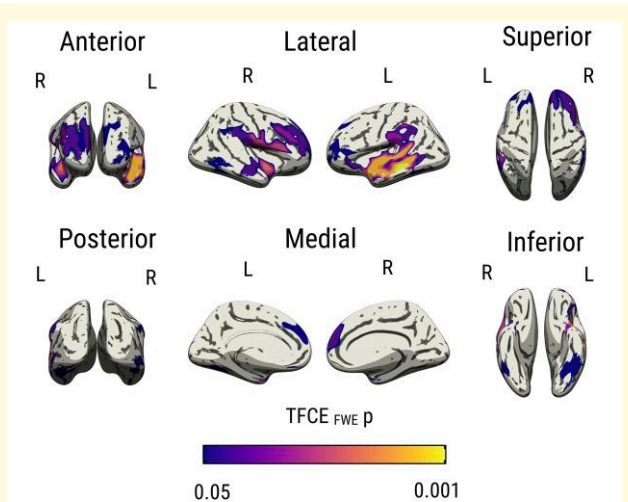 Anterior Lateral Superior
R L R L L R
Posterior Medial Inferior
L R L R R L
TFCE FWE p
0.05 0.001